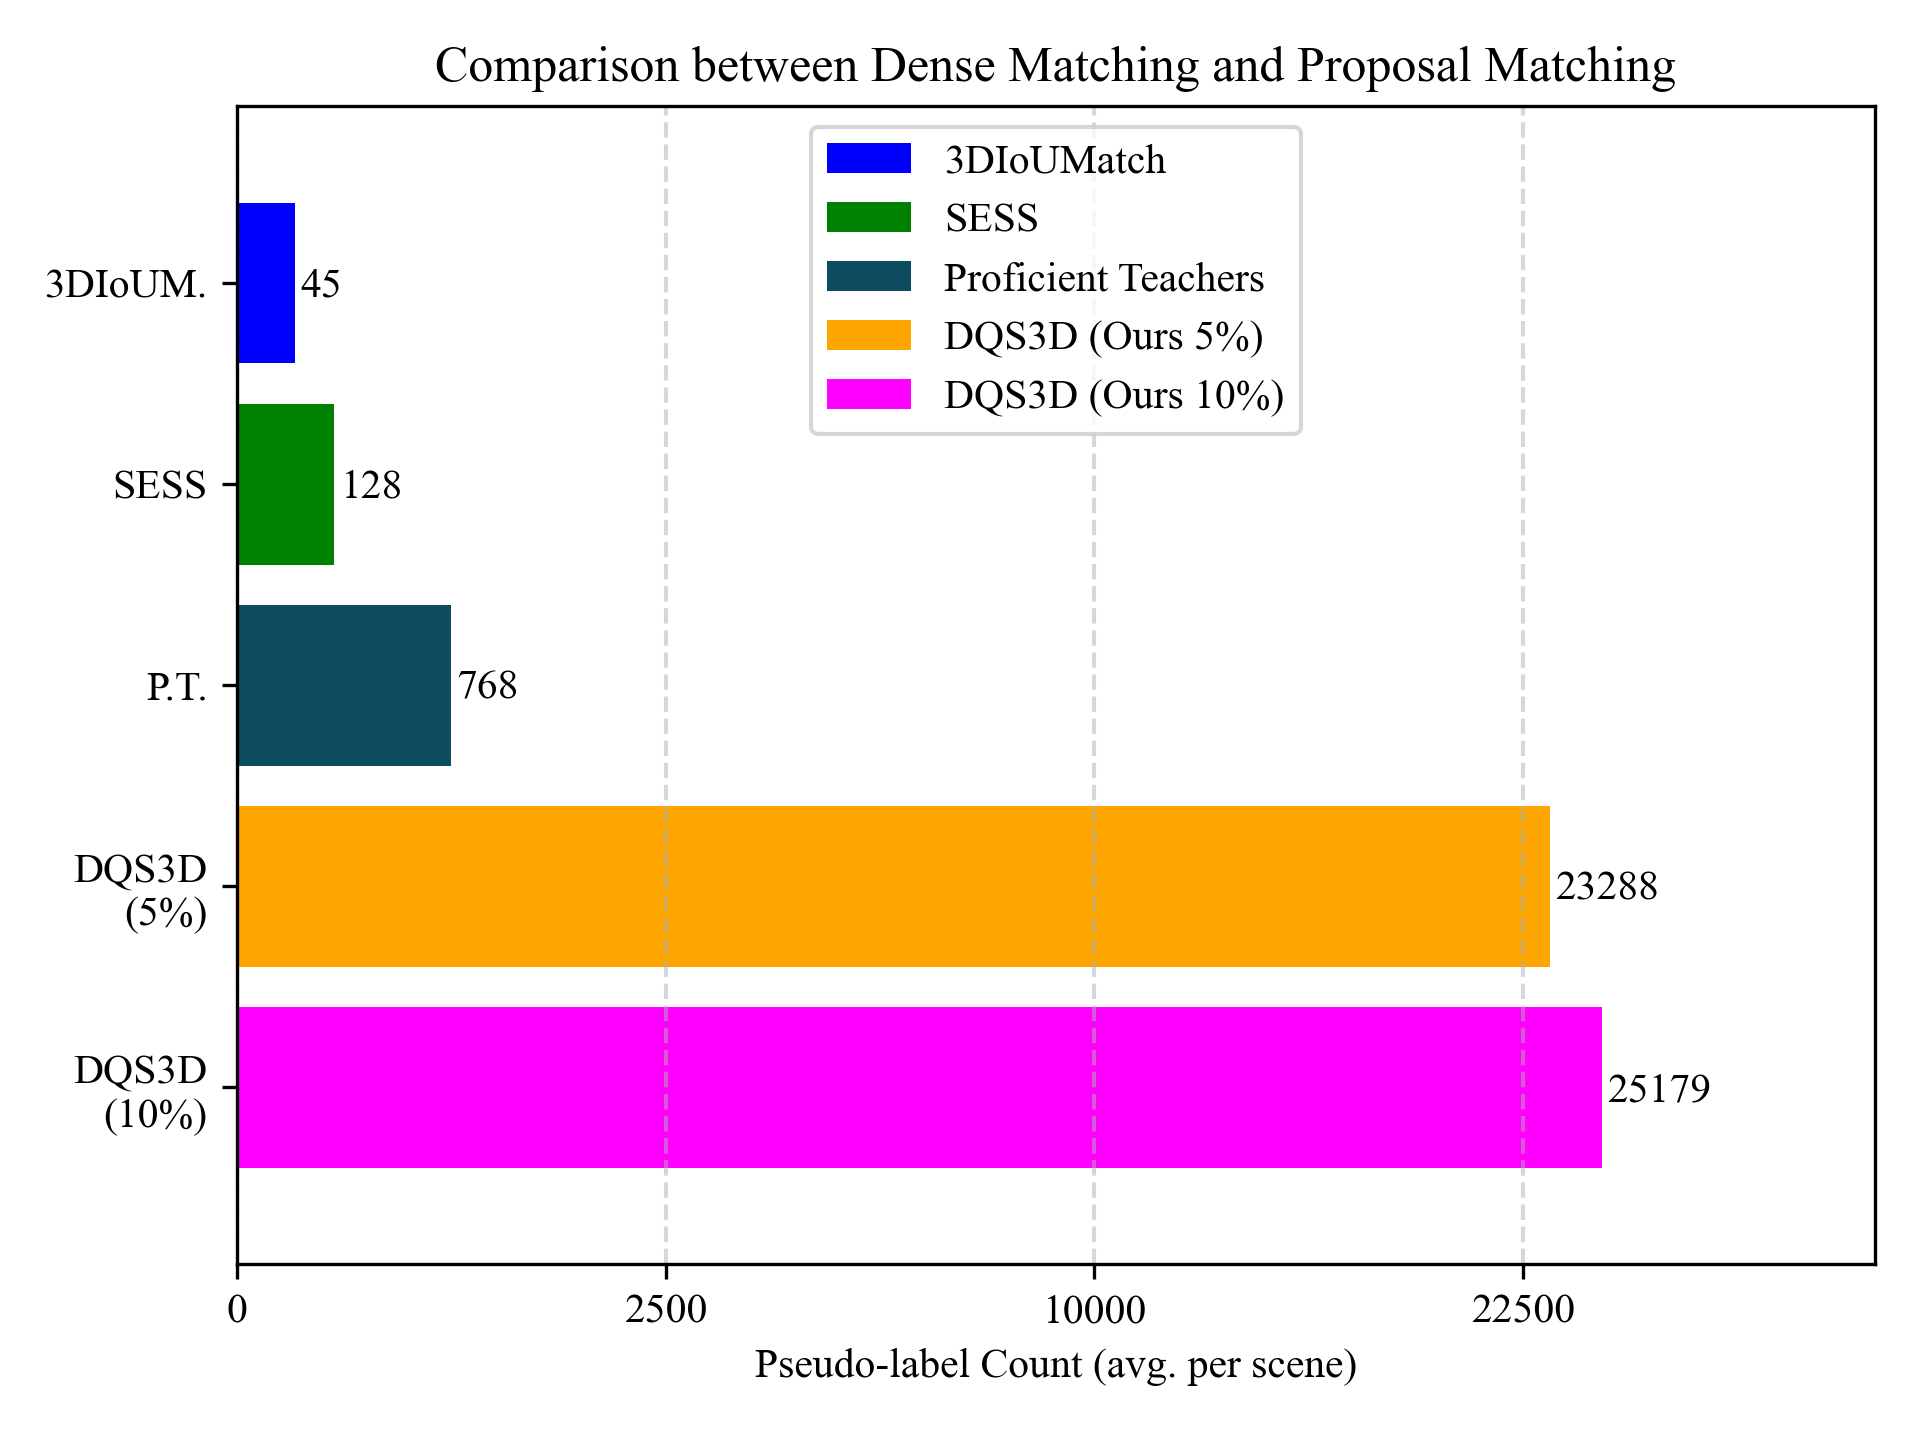 Comparison between Dense Matching and Proposal Matching
3DIoUMatch
SESS
Proficient Teachers
DQS3D (Ours 5%)
DQS3D (Ours 10%)
3DIoUM.
45
SESS
128
P.T.
768
DQS3D
(5%)
23288
DQS3D
(10%)
25179
0 2500 10000 22500
Pseudo-label Count (avg. per scene)